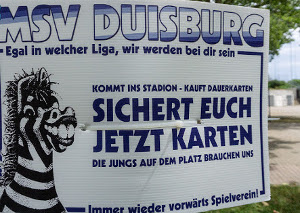 MSV DUISBURG
Egal in welcher Liga, wir werden bei dir sein
KOMMT INS STADION - KAUFT DAUERKARTEN
SICHERT EUCH
JETZT KARTEN
DIE JUNGS AUF DEM PLATZ BRAUCHEN UNS
Immer wieder vorwärts Spielverein!